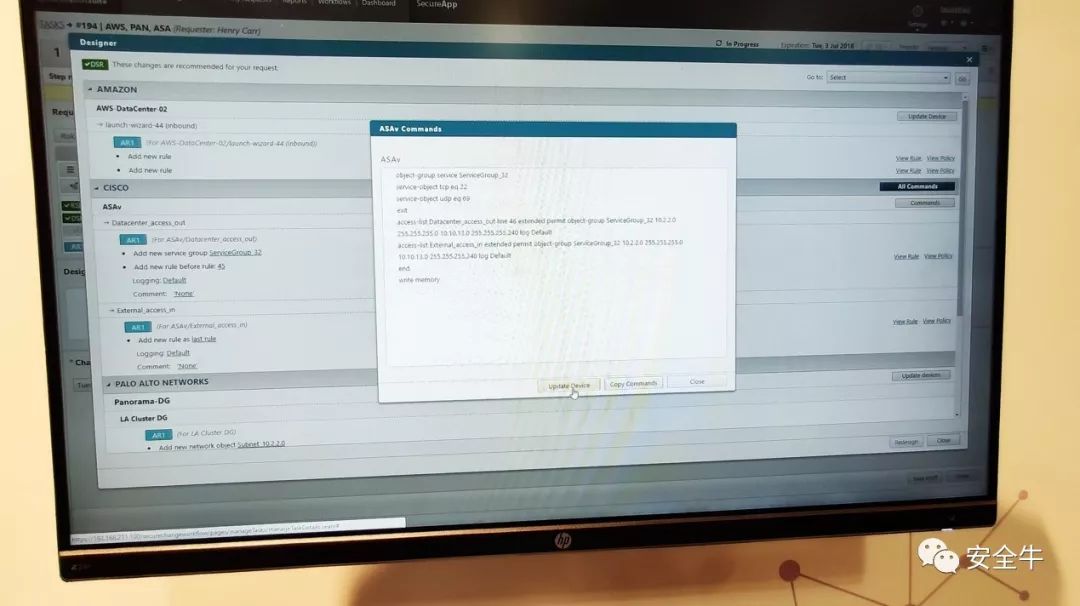 Reports Workflows Dashboard SecureApp
TASKS → #194 | AWS, PAN, ASA (Requester: Henry Carr)
In Progress Expiration: Tue, 3 Jul 2018
Designer
✓DSR These changes are recommended for your request:
Go to: Select Go
AMAZON
AWS-DataCenter-02
Update Device
launch-wizard-44 (inbound)
AR1 (For AWS-DataCenter-02/launch-wizard-44 (inbound))
• Add new rule
View Rule View Policy
• Add new rule
View Rule View Policy
CISCO
All Commands
ASAv
Commands
Datacenter_access_out
AR1 (For ASAv/Datacenter_access_out)
• Add new service group ServiceGroup_32
• Add new rule before rule: 45
View Rule View Policy
Logging: Default
Comment: 'None'
External_access_in
AR1 (For ASAv/External_access_in)
• Add new rule as last rule
View Rule View Policy
Logging: Default
Comment: 'None'
PALO ALTO NETWORKS
Update devices
Panorama-DG
LA Cluster DG
AR1 (For LA Cluster DG)
• Add new network object Subnet_10.2.2.0
Redesign Close
ASAv Commands
ASAv
object-group service ServiceGroup_32
service-object tcp eq 22
service-object udp eq 69
exit
access-list Datacenter_access_out line 46 extended permit object-group ServiceGroup_32 10.2.2.0
255.255.255.0 10.10.13.0 255.255.255.240 log Default
access-list External_access_in extended permit object-group ServiceGroup_32 10.2.2.0 255.255.255.0
10.10.13.0 255.255.255.240 log Default
end
write memory
Update Device Copy Commands Close
hp
安全牛